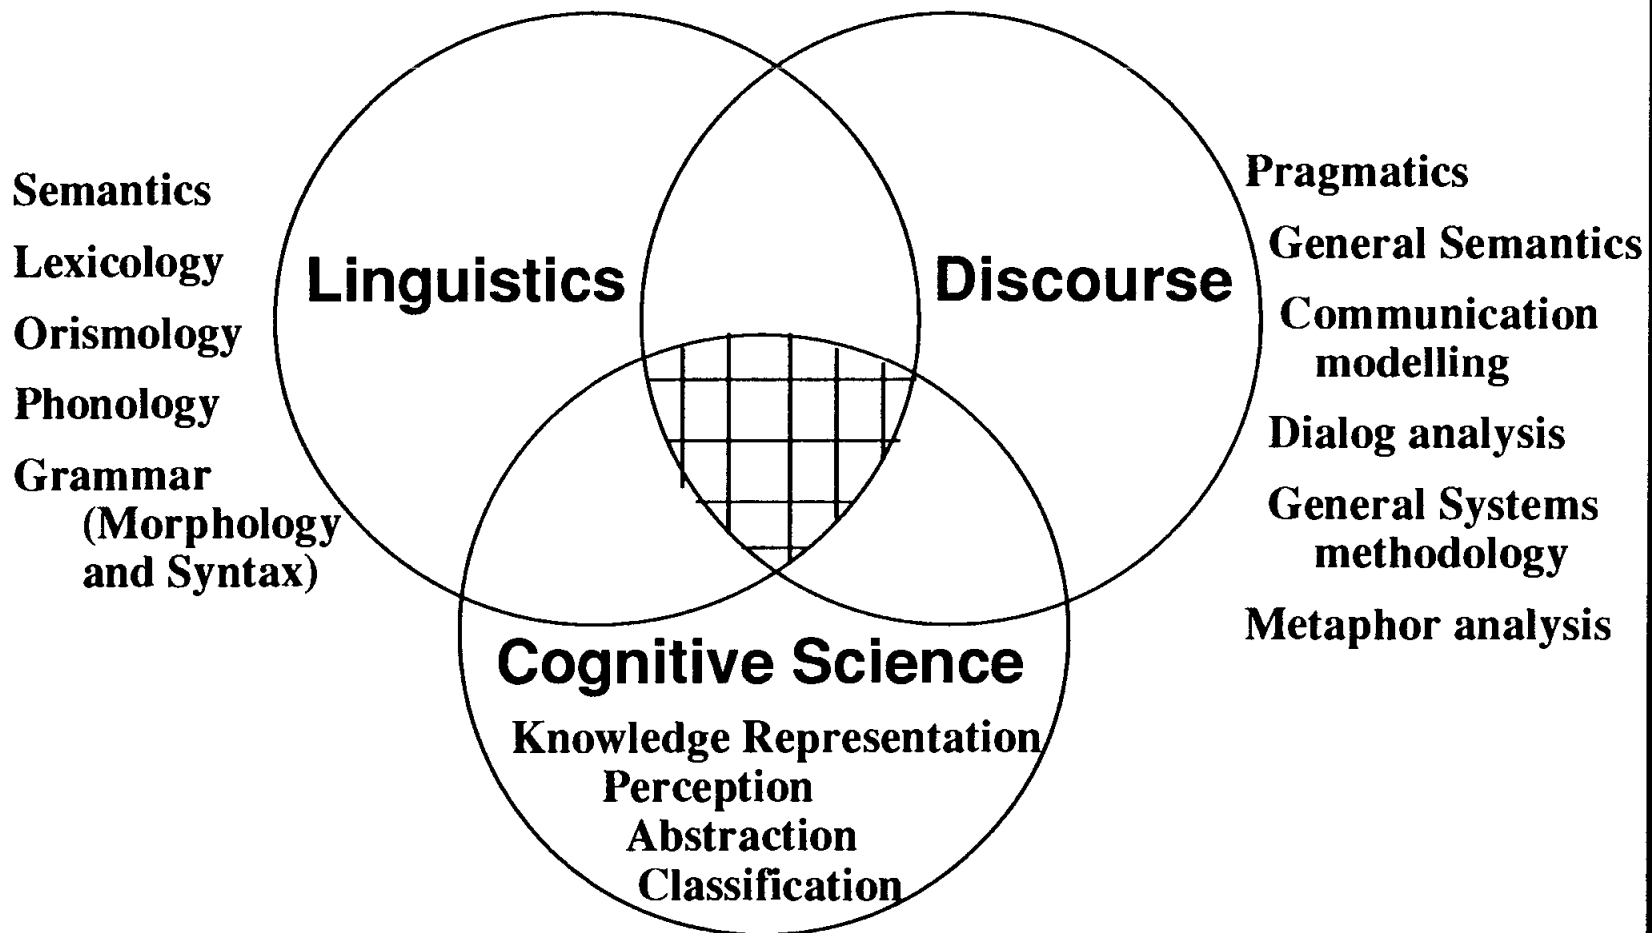 Semantics
Lexicology
Orismology
Phonology
Grammar
(Morphology
and Syntax)
Linguistics
Discourse
Pragmatics
General Semantics
Communication
modelling
Dialog analysis
General Systems
methodology
Metaphor analysis
Cognitive Science
Knowledge Representation
Perception
Abstraction
Classification